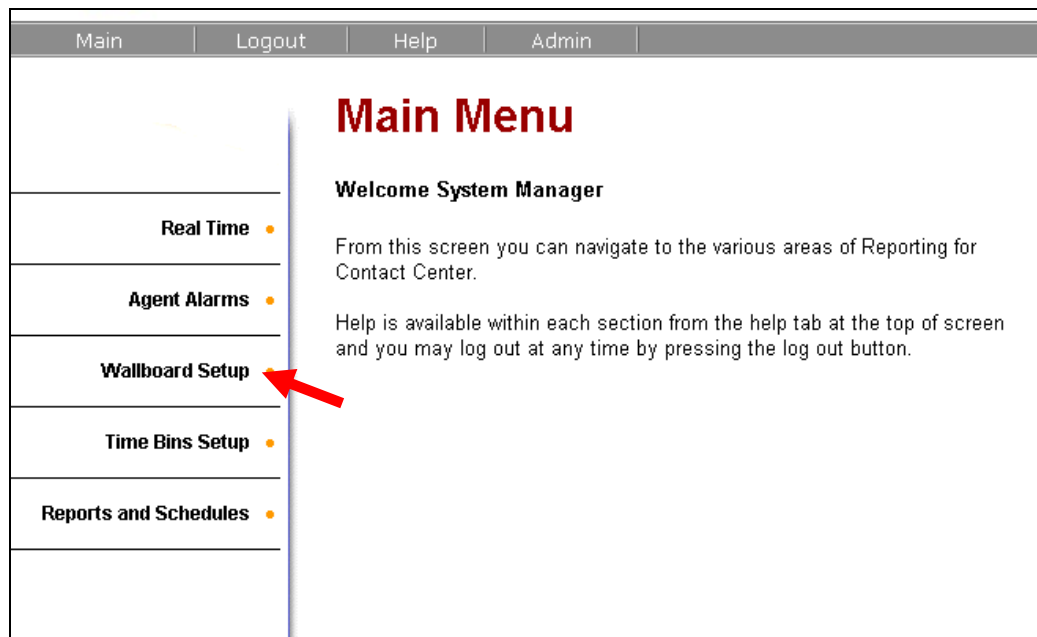 Main Logout Help Admin
Main Menu
Welcome System Manager
From this screen you can navigate to the various areas of Reporting for
Contact Center.
Help is available within each section from the help tab at the top of screen
and you may log out at any time by pressing the log out button.
Real Time
Agent Alarms
Wallboard Setup
Time Bins Setup
Reports and Schedules